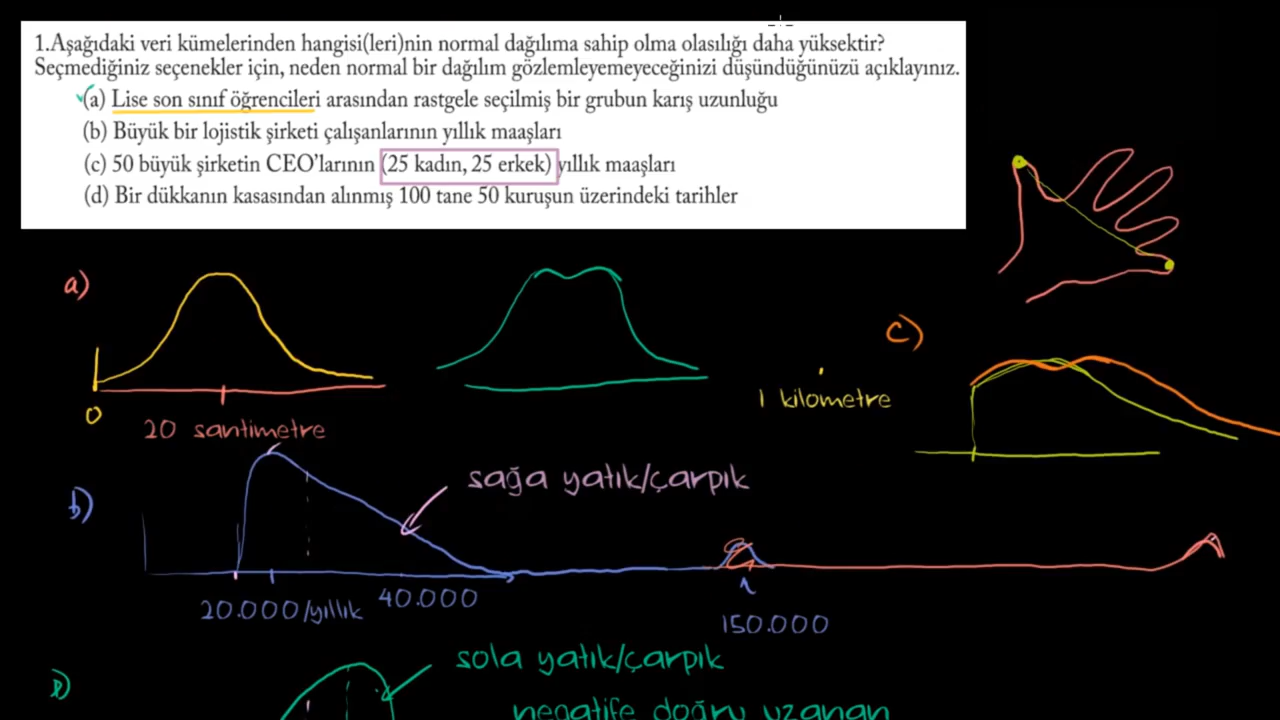 1.Aşağıdaki veri kümelerinden hangisi(leri)nin normal dağılıma sahip olma olasılığı daha yüksektir?
Seçmediğiniz seçenekler için, neden normal bir dağılım gözlemleyemeyeceğinizi düşündüğünüzü açıklayınız.
(a) Lise son sınıf öğrencileri arasından rastgele seçilmiş bir grubun karış uzunluğu
(b) Büyük bir lojistik şirketi çalışanlarının yıllık maaşları
(c) 50 büyük şirketin CEO'larının (25 kadın, 25 erkek) yıllık maaşları
(d) Bir dükkanın kasasından alınmış 100 tane 50 kuruşun üzerindeki tarihler
a)
c)
1 kilometre
0
20 santimetre
sağa yatık/çarpık
b)
20.000/yıllık
40.000
150.000
sola yatık/çarpık
negatife doğru uzanan